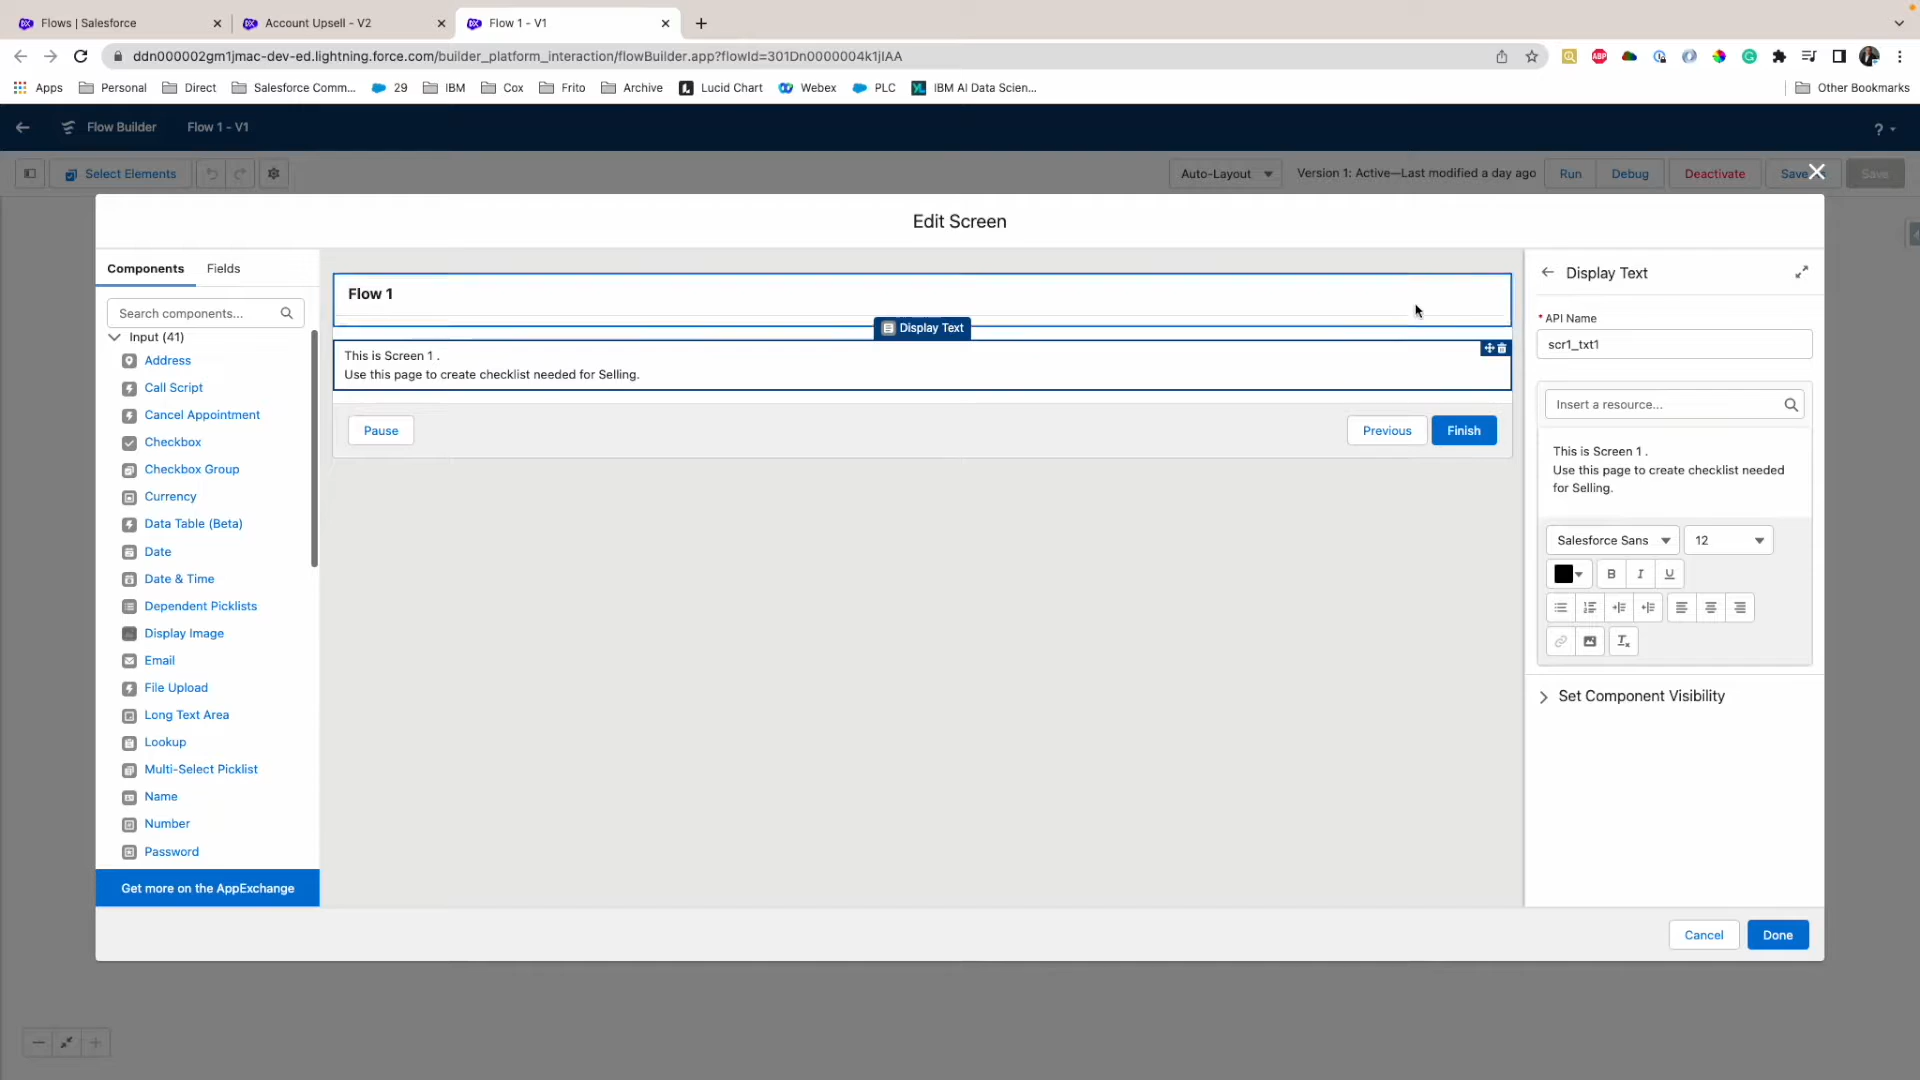 Flows | Salesforce
Account Upsell - V2
Flow 1 - V1
ddn000002gm1jmac-dev-ed.lightning.force.com/builder_platform_interaction/flowBuilder.app?flowId=301Dn0000004k1jIAA
ABP
Apps
Personal
Direct
Salesforce Comm...
29
IBM
Cox
Frito
Archive
Lucid Chart
Webex
PLC
IBM AI Data Scien...
Other Bookmarks
Flow Builder
Flow 1 - V1
?
Select Elements
Auto-Layout
Version 1: Active—Last modified a day ago
Run
Debug
Deactivate
Save
Save
Edit Screen
Components
Fields
Search components...
Input (41)
Address
Call Script
Cancel Appointment
Checkbox
Checkbox Group
Currency
Data Table (Beta)
Date
Date & Time
Dependent Picklists
Display Image
Email
File Upload
Long Text Area
Lookup
Multi-Select Picklist
Name
Number
Password
Get more on the AppExchange
Flow 1
Display Text
This is Screen 1 .
Use this page to create checklist needed for Selling.
Pause
Previous
Finish
Display Text
* API Name
scr1_txt1
Insert a resource...
This is Screen 1 .
Use this page to create checklist needed
for Selling.
Salesforce Sans
12
B
I
U
Set Component Visibility
Cancel
Done